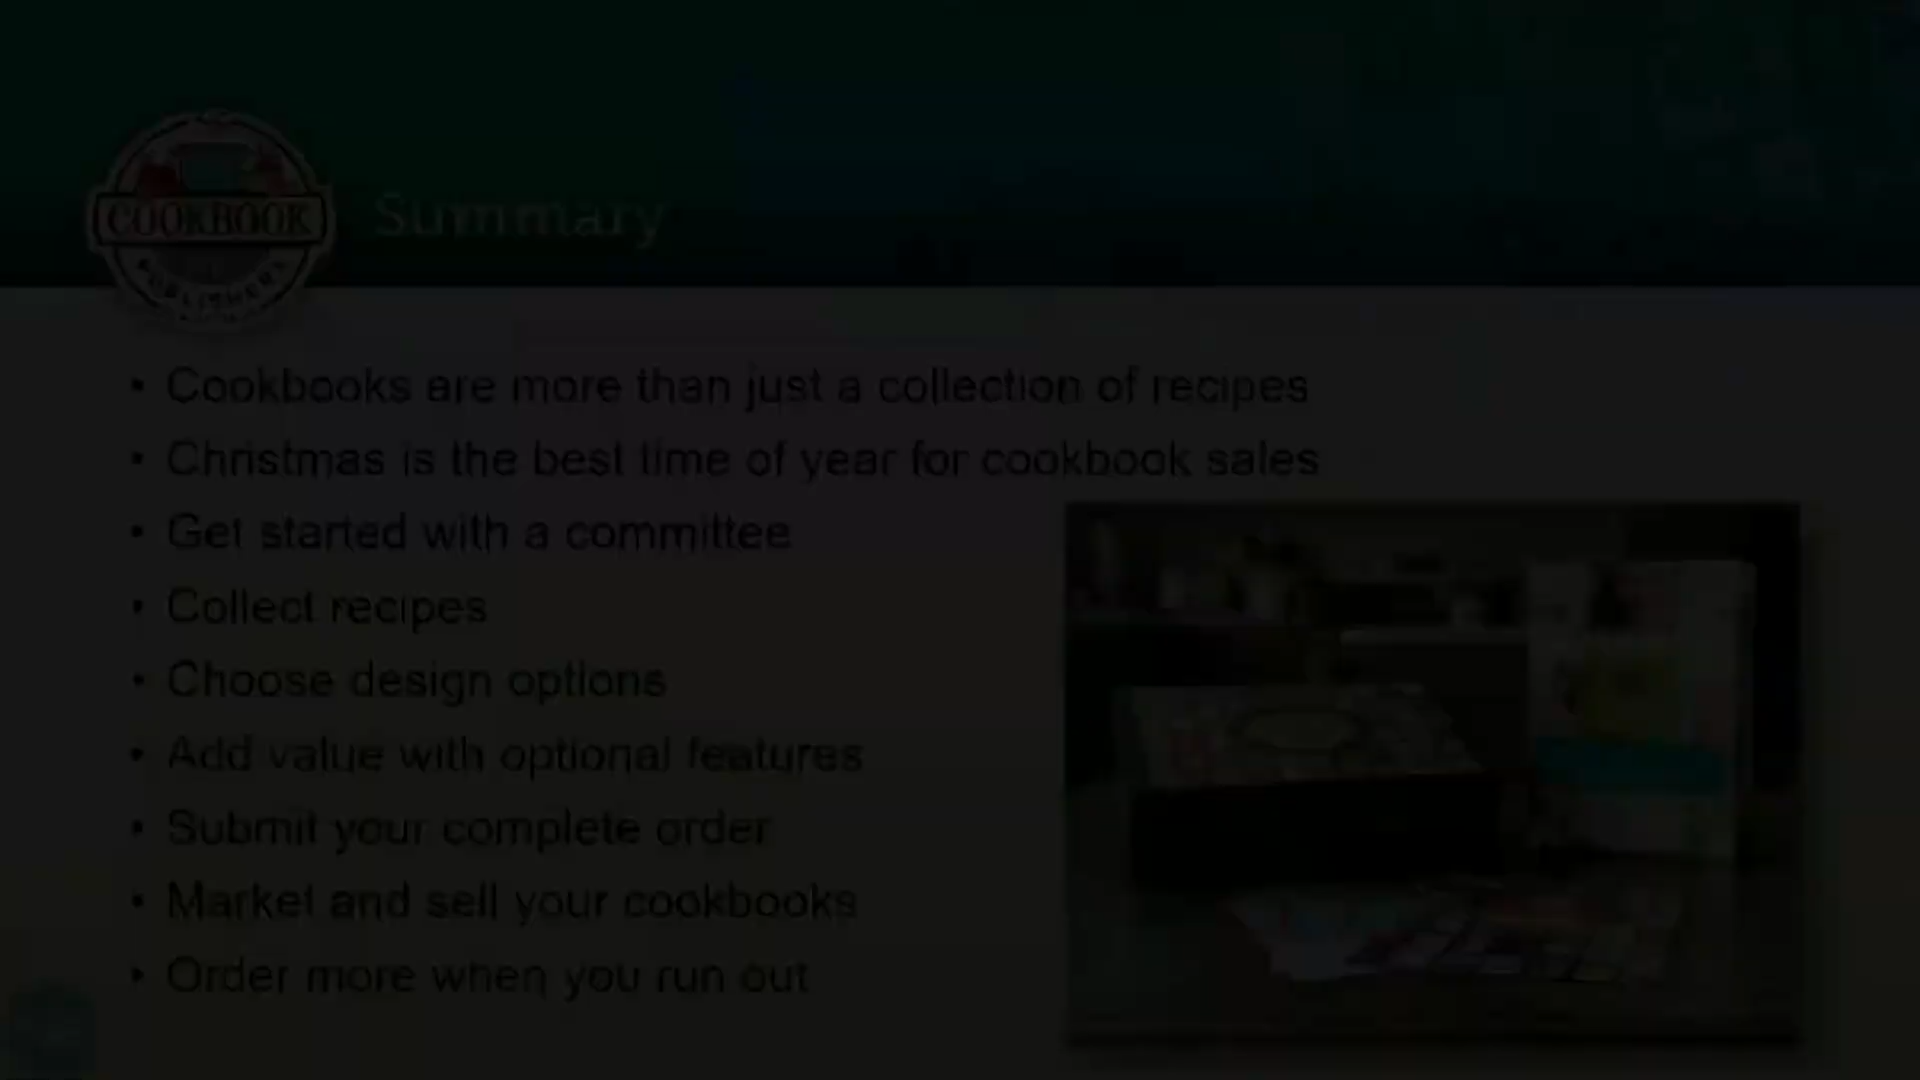 COOKBOOK
PUBLISHERS
Summary
• Cookbooks are more than just a collection of recipes
• Christmas is the best time of year for cookbook sales
• Get started with a committee
• Collect recipes
• Choose design options
• Add value with optional features
• Submit your complete order
• Market and sell your cookbooks
• Order more when you run out